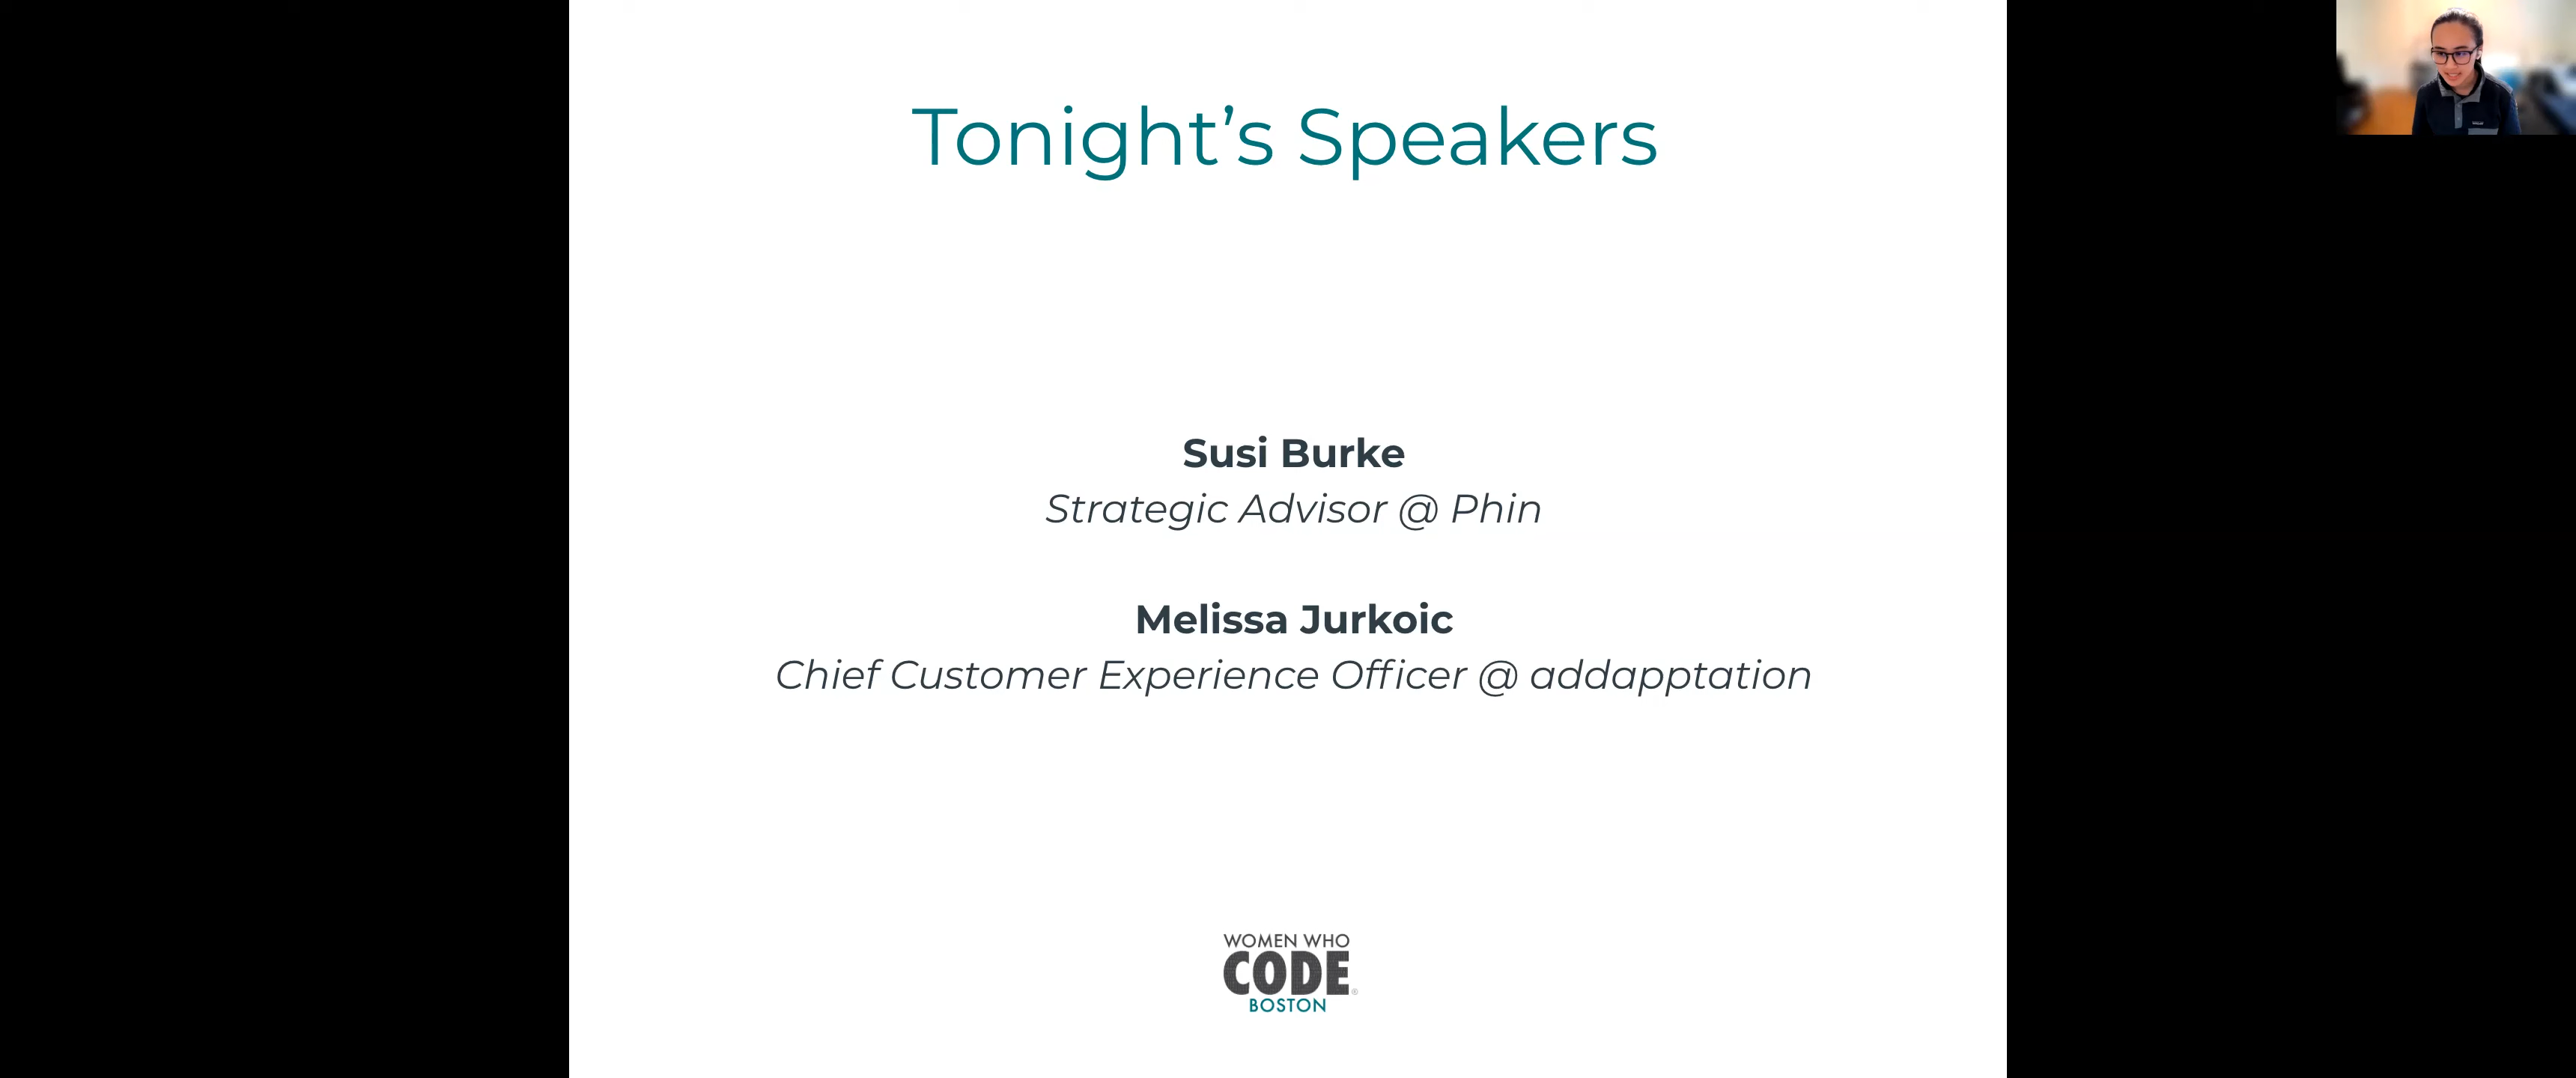 Tonight’s Speakers
Susi Burke
Strategic Advisor @ Phin
Melissa Jurkoic
Chief Customer Experience Officer @ addapptation
WOMEN WHO
CODE®
BOSTON